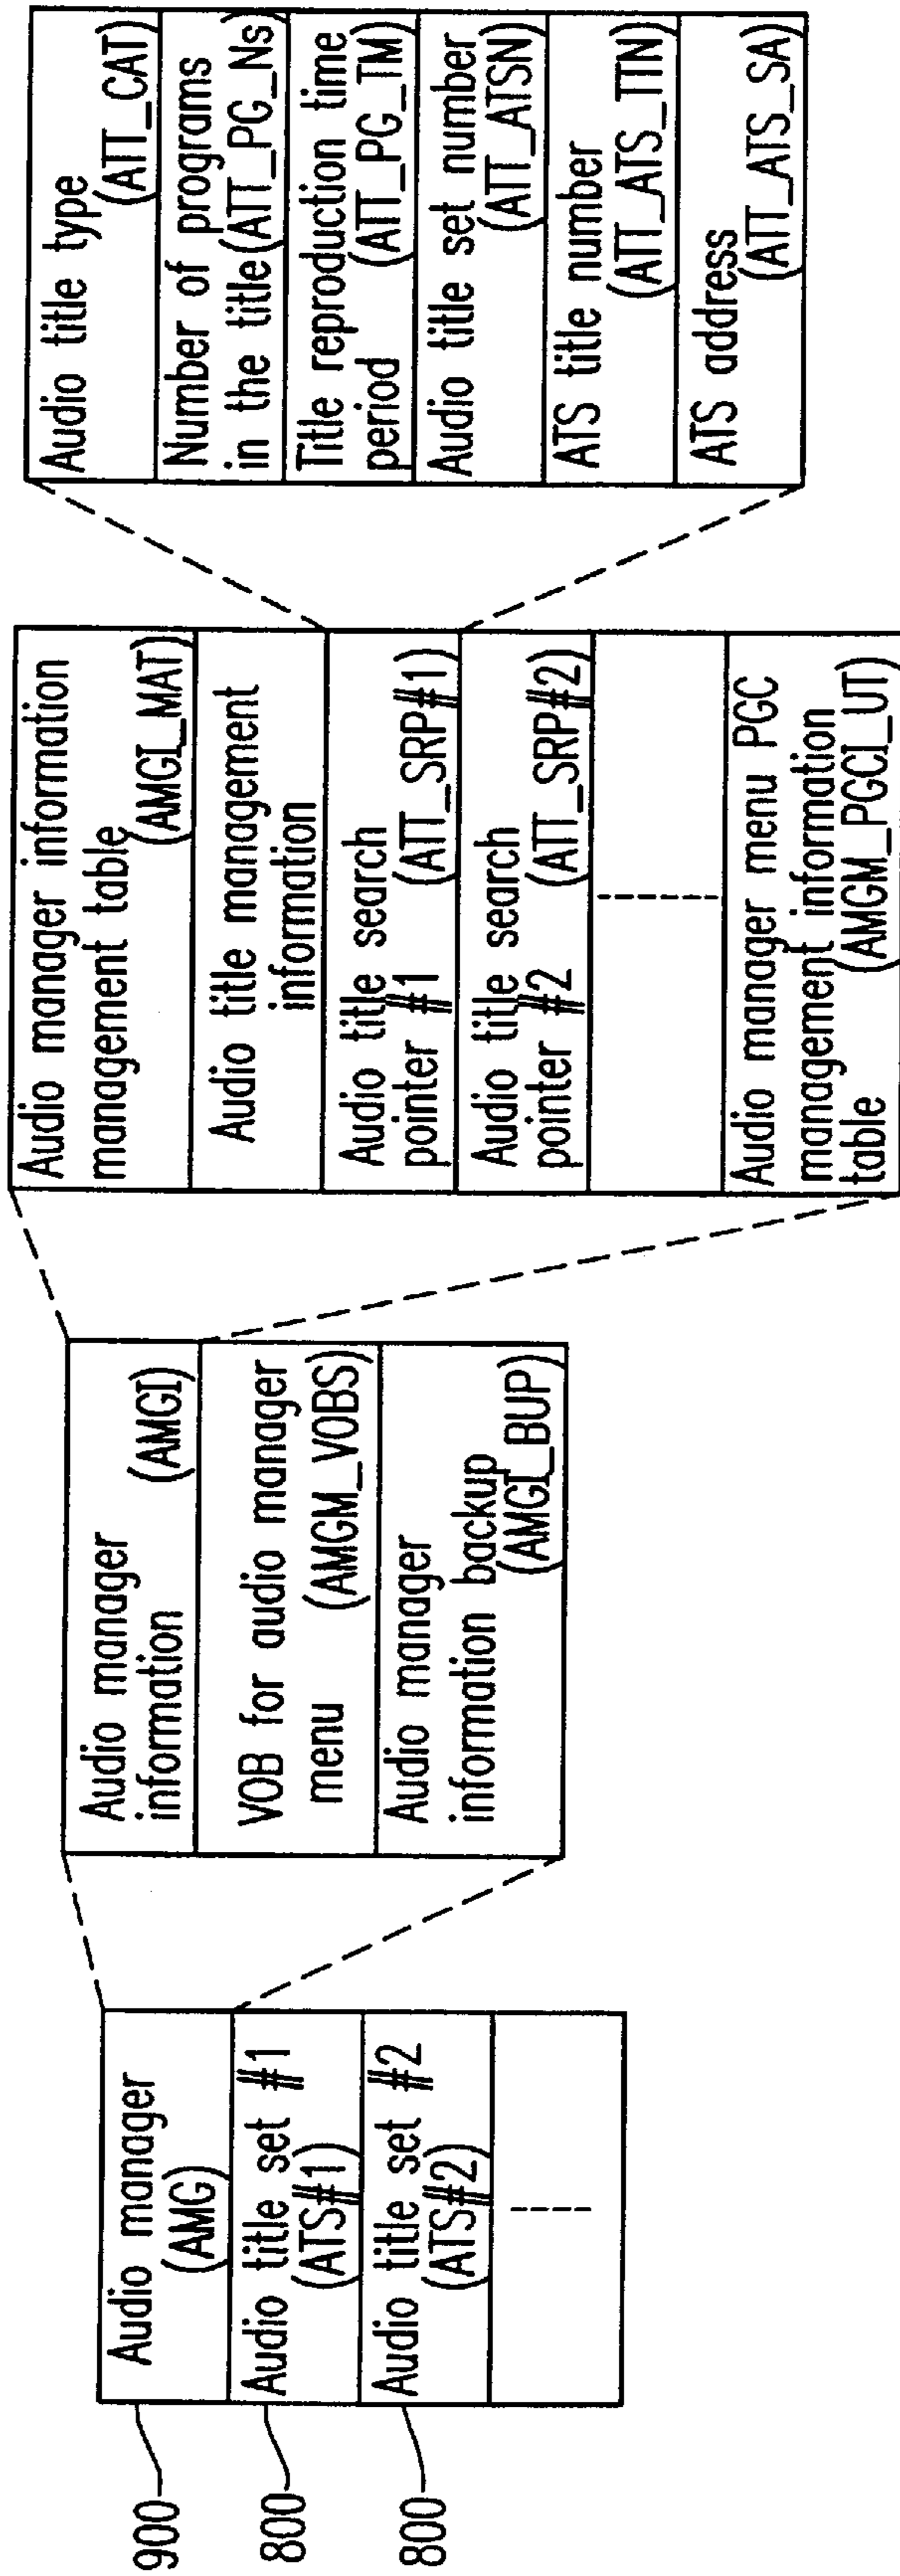 900
800
800
Audio manager
(AMG)
Audio title set #1
(ATS#1)
Audio title set #2
(ATS#2)
Audio manager
information (AMGI)
VOB for audio manager
menu (AMGM_VOBS)
Audio manager
information backup
(AMGI_BUP)
Audio manager information
management table
(AMGI_MAT)
Audio title management
information
Audio title search
pointer #1 (ATT_SRP#1)
Audio title search
pointer #2 (ATT_SRP#2)
Audio manager menu PGC
management information
table (AMGM_PGCI_UT)
Audio title type
(ATT_CAT)
Number of programs
in the title(ATT_PG_Ns)
Title reproduction time
period (ATT_PG_TM)
Audio title set number
(ATT_ATSN)
ATS title number
(ATT_ATS_TTN)
ATS address
(ATT_ATS_SA)